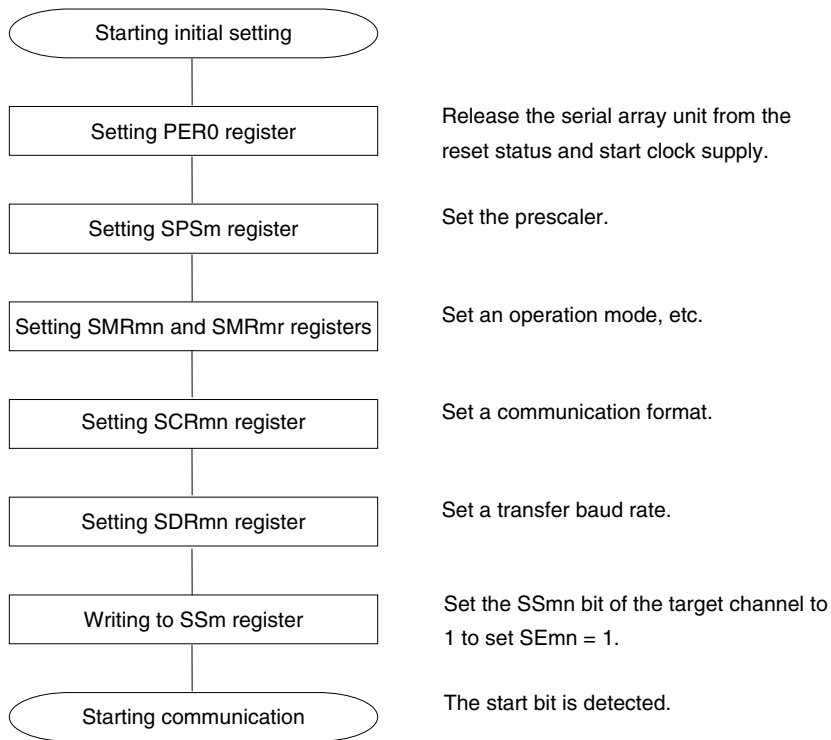 Starting initial setting
Setting PER0 register
Release the serial array unit from the
reset status and start clock supply.
Setting SPSm register
Set the prescaler.
Setting SMRmn and SMRmr registers
Set an operation mode, etc.
Setting SCRmn register
Set a communication format.
Setting SDRmn register
Set a transfer baud rate.
Writing to SSm register
Set the SSmn bit of the target channel to
1 to set SEmn = 1.
Starting communication
The start bit is detected.